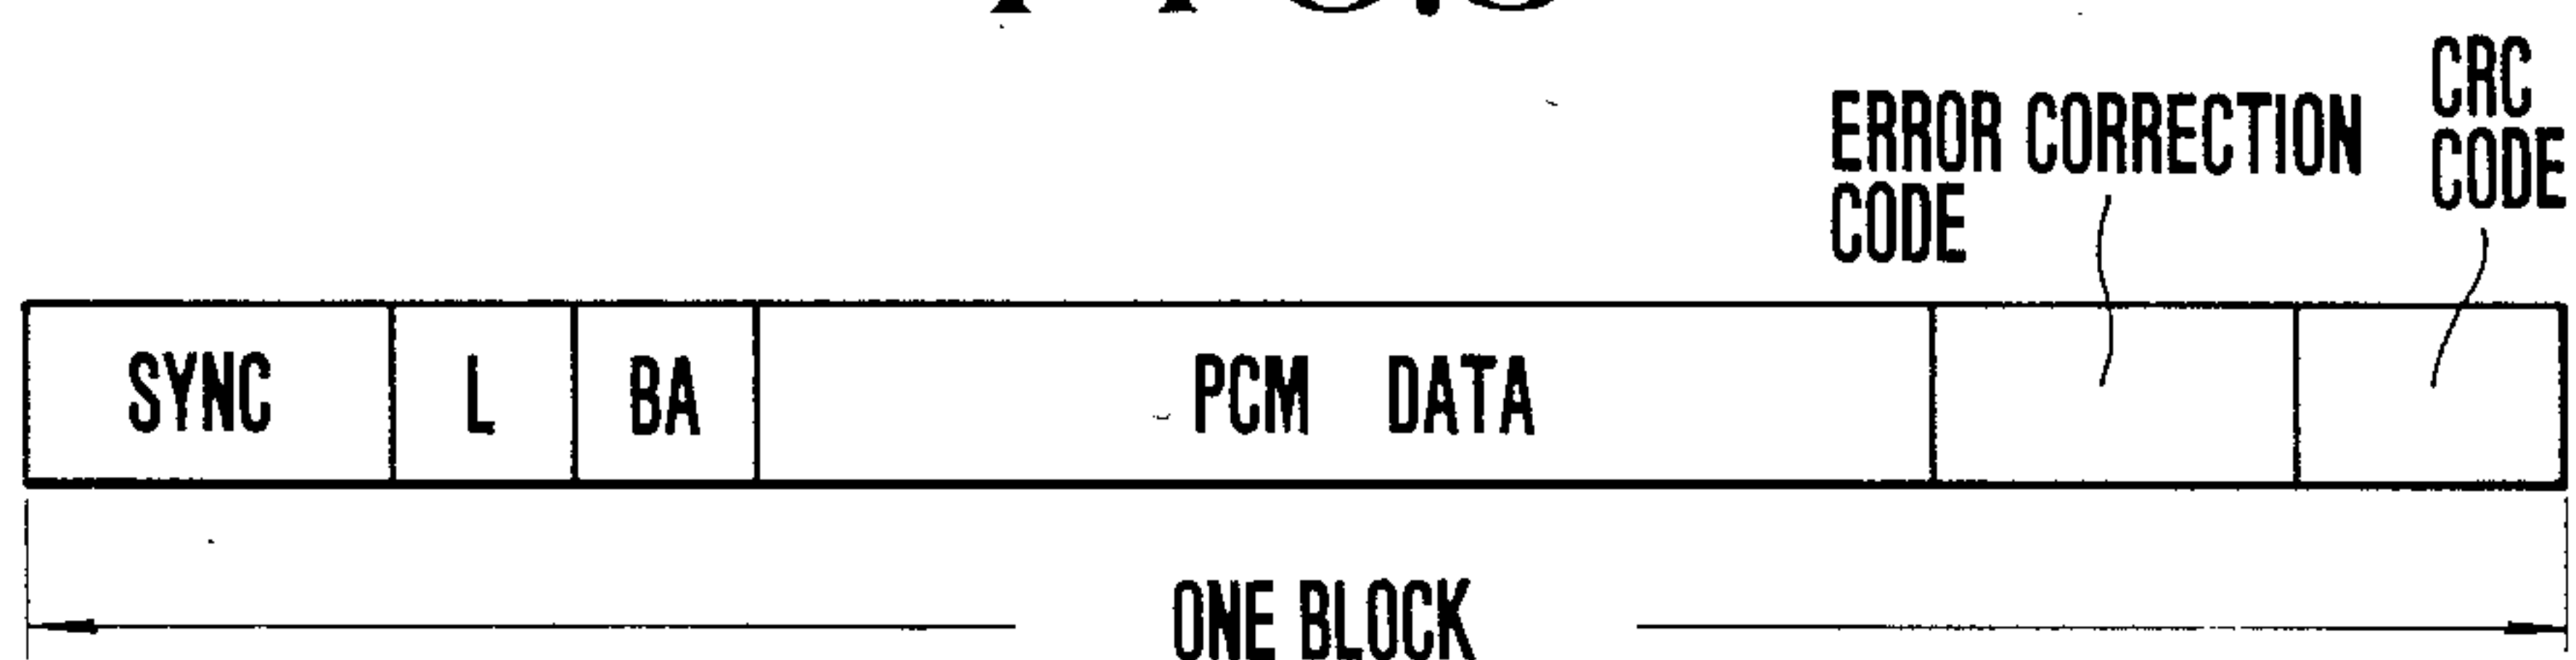 ERROR CORRECTION
CODE
CRC
CODE
SYNC
L
BA
PCM DATA
ONE BLOCK